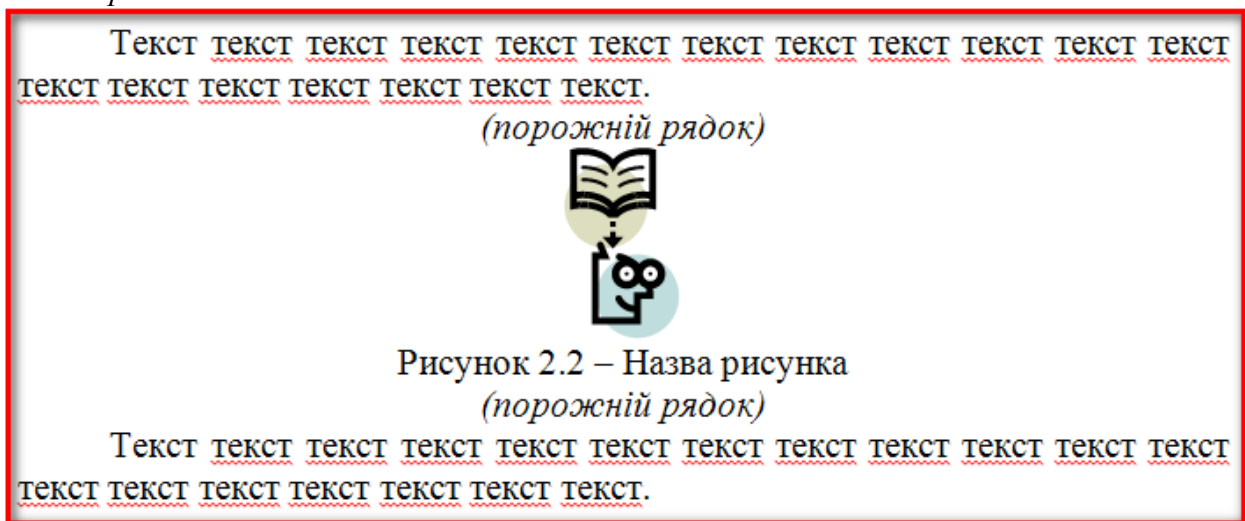 Текст текст текст текст текст текст текст текст текст текст текст текст
текст текст текст текст текст текст текст.
(порожній рядок)
Рисунок 2.2 – Назва рисунка
(порожній рядок)
Текст текст текст текст текст текст текст текст текст текст текст текст
текст текст текст текст текст текст текст.